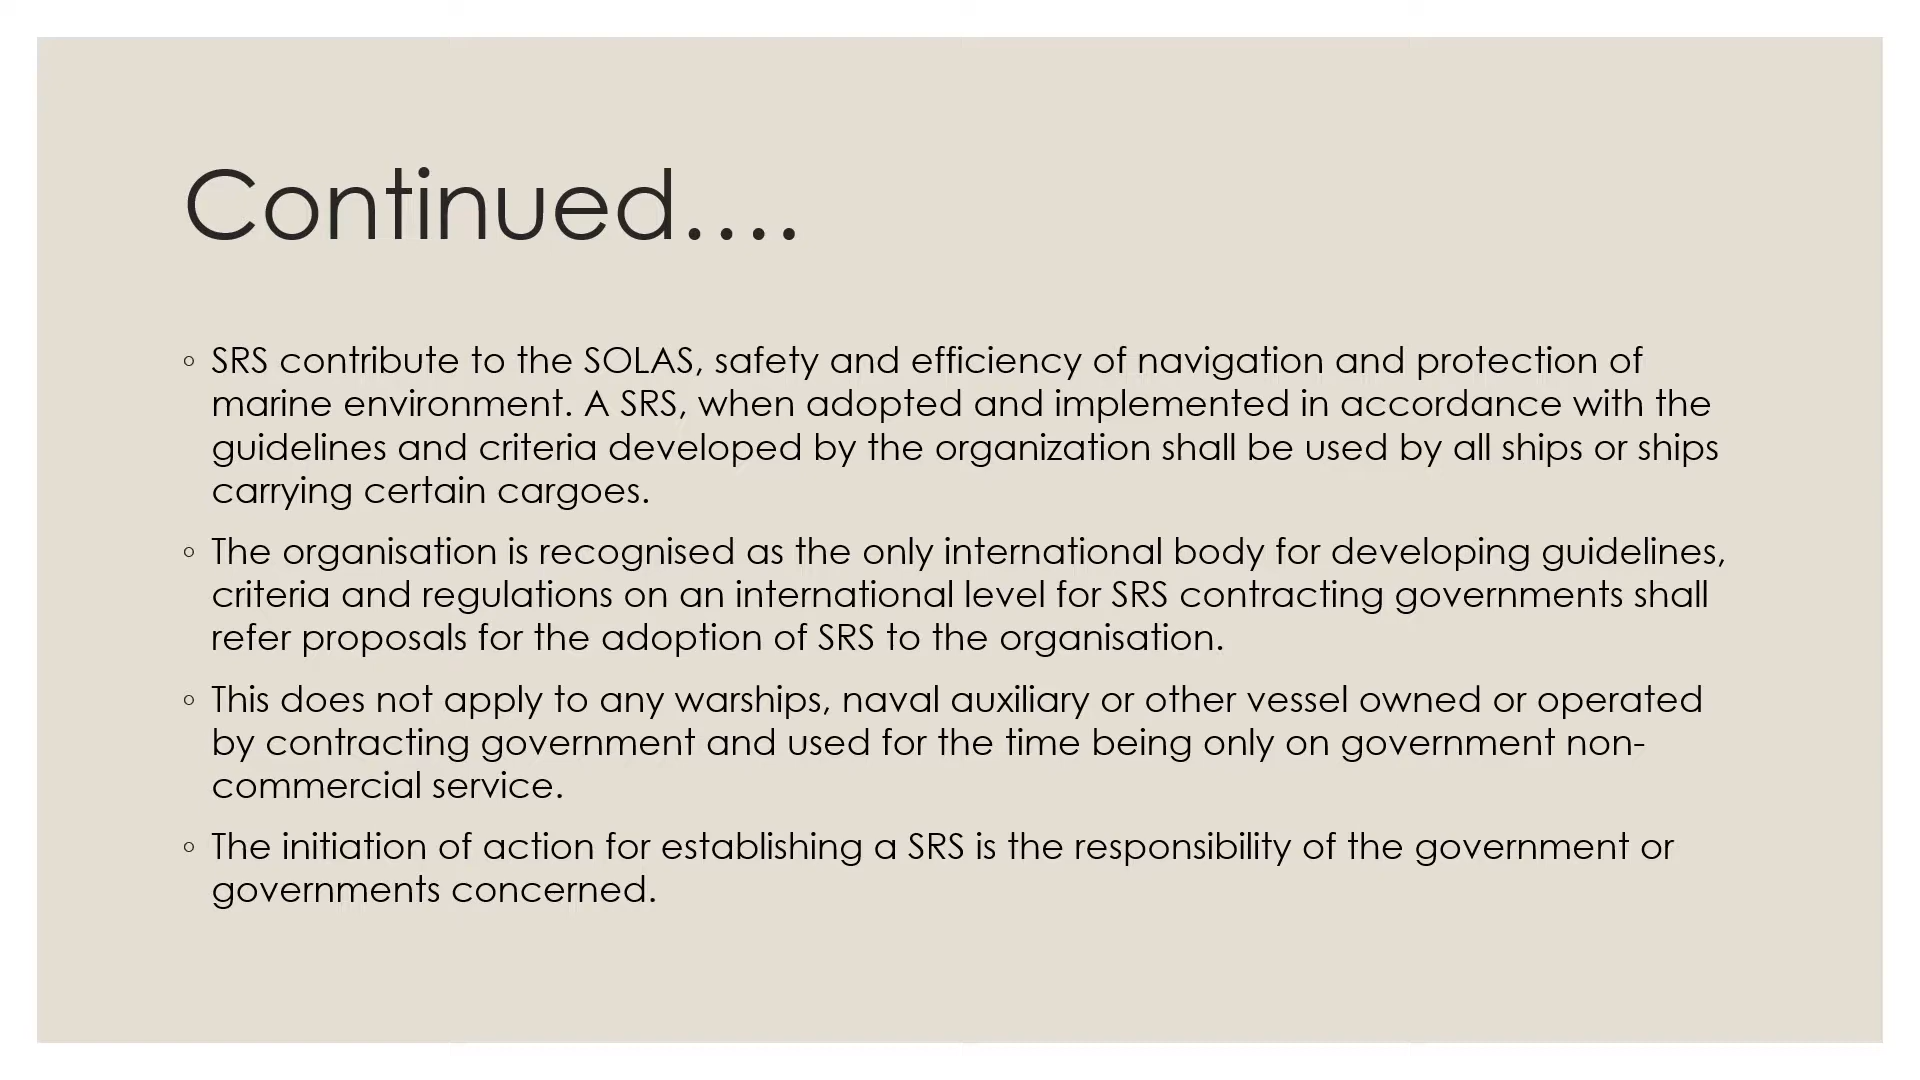 Continued....
◦ SRS contribute to the SOLAS, safety and efficiency of navigation and protection of
marine environment. A SRS, when adopted and implemented in accordance with the
guidelines and criteria developed by the organization shall be used by all ships or ships
carrying certain cargoes.
◦ The organisation is recognised as the only international body for developing guidelines,
criteria and regulations on an international level for SRS contracting governments shall
refer proposals for the adoption of SRS to the organisation.
◦ This does not apply to any warships, naval auxiliary or other vessel owned or operated
by contracting government and used for the time being only on government non-
commercial service.
◦ The initiation of action for establishing a SRS is the responsibility of the government or
governments concerned.